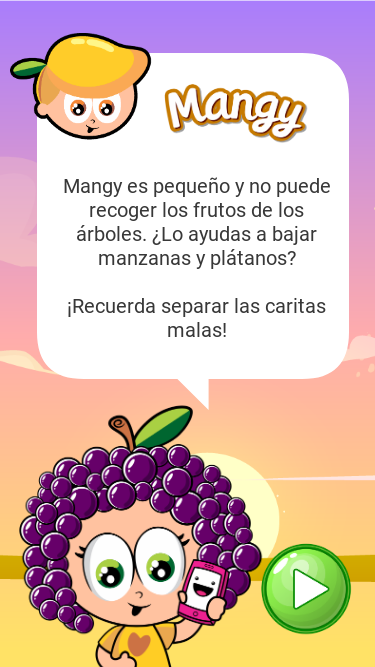 Mangy
Mangy es pequeño y no puede
recoger los frutos de los
árboles. ¿Lo ayudas a bajar
manzanas y plátanos?
¡Recuerda separar las caritas
malas!